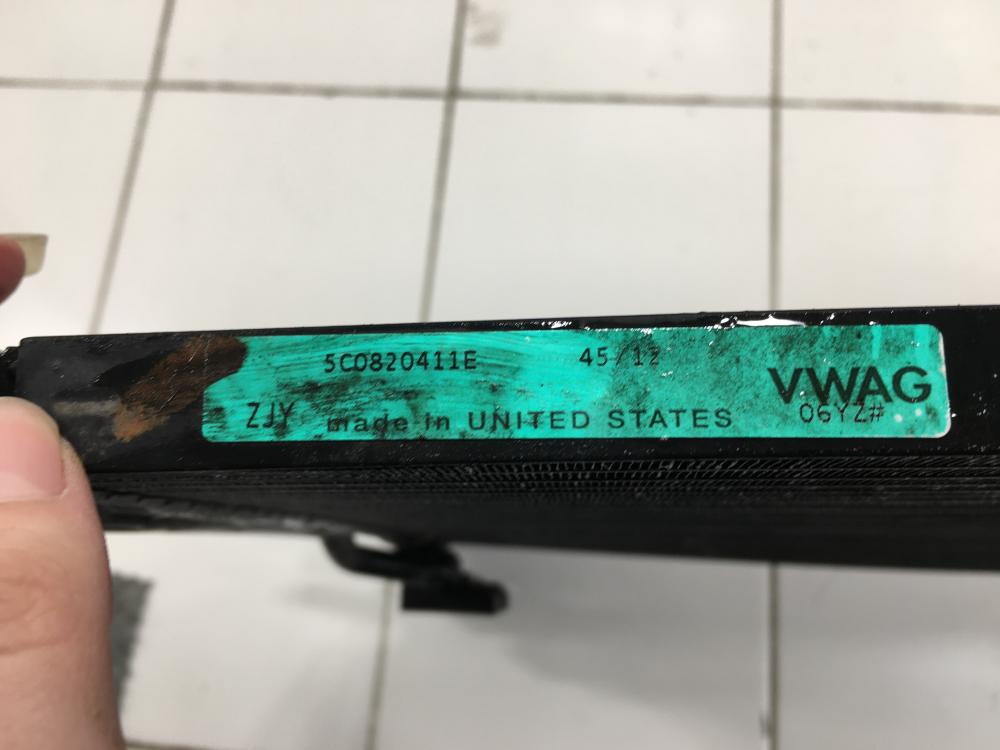 5C0820411E 45/12
VWAG
06YZ#
ZJY made in UNITED STATES